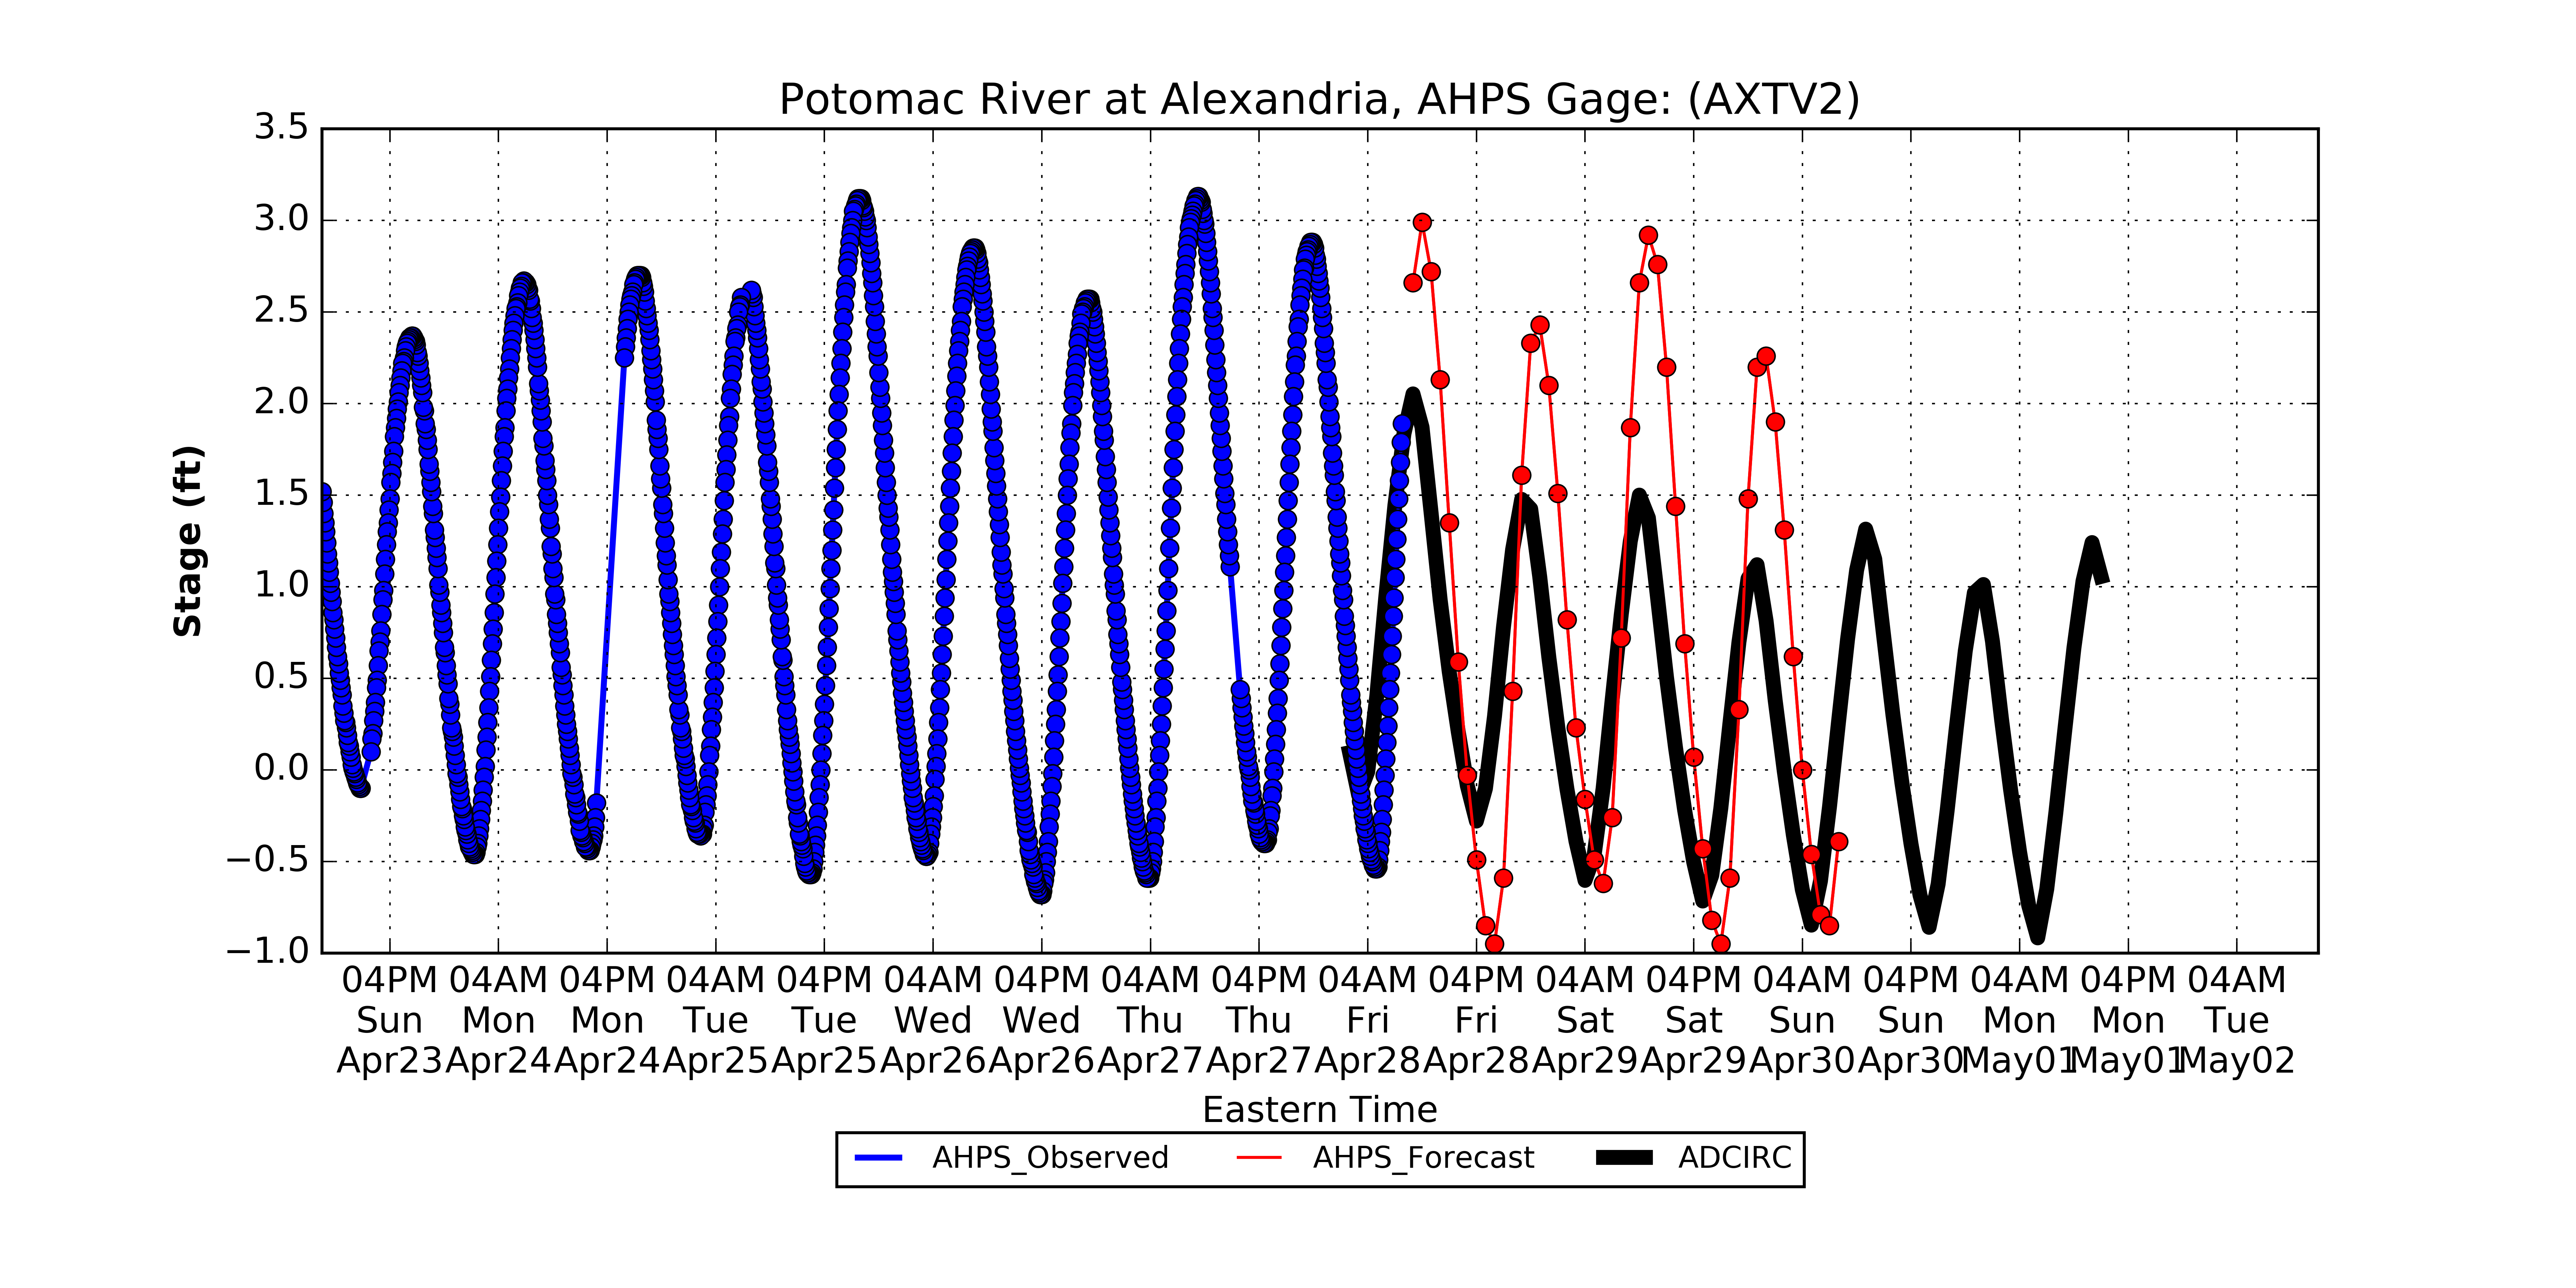 Potomac River at Alexandria, AHPS Gage: (AXTV2)
3.5
3.0
2.5
2.0
1.5
1.0
0.5
0.0
−0.5
−1.0
Stage (ft)
04PM 04AM 04PM 04AM 04PM 04AM 04PM 04AM 04PM 04AM 04PM 04AM 04PM 04AM 04PM 04AM 04PM 04AM
Sun Mon Mon Tue Tue Wed Wed Thu Thu Fri Fri Sat Sat Sun Sun Mon Mon Tue
Apr23 Apr24 Apr24 Apr25 Apr25 Apr26 Apr26 Apr27 Apr27 Apr28 Apr28 Apr29 Apr29 Apr30 Apr30 May01 May01 May02
Eastern Time
AHPS_Observed AHPS_Forecast ADCIRC